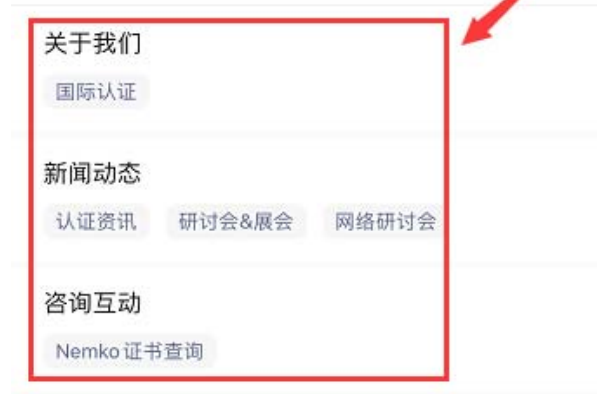 关于我们
国际认证
新闻动态
认证资讯 研讨会&展会 网络研讨会
咨询互动
Nemko 证书查询